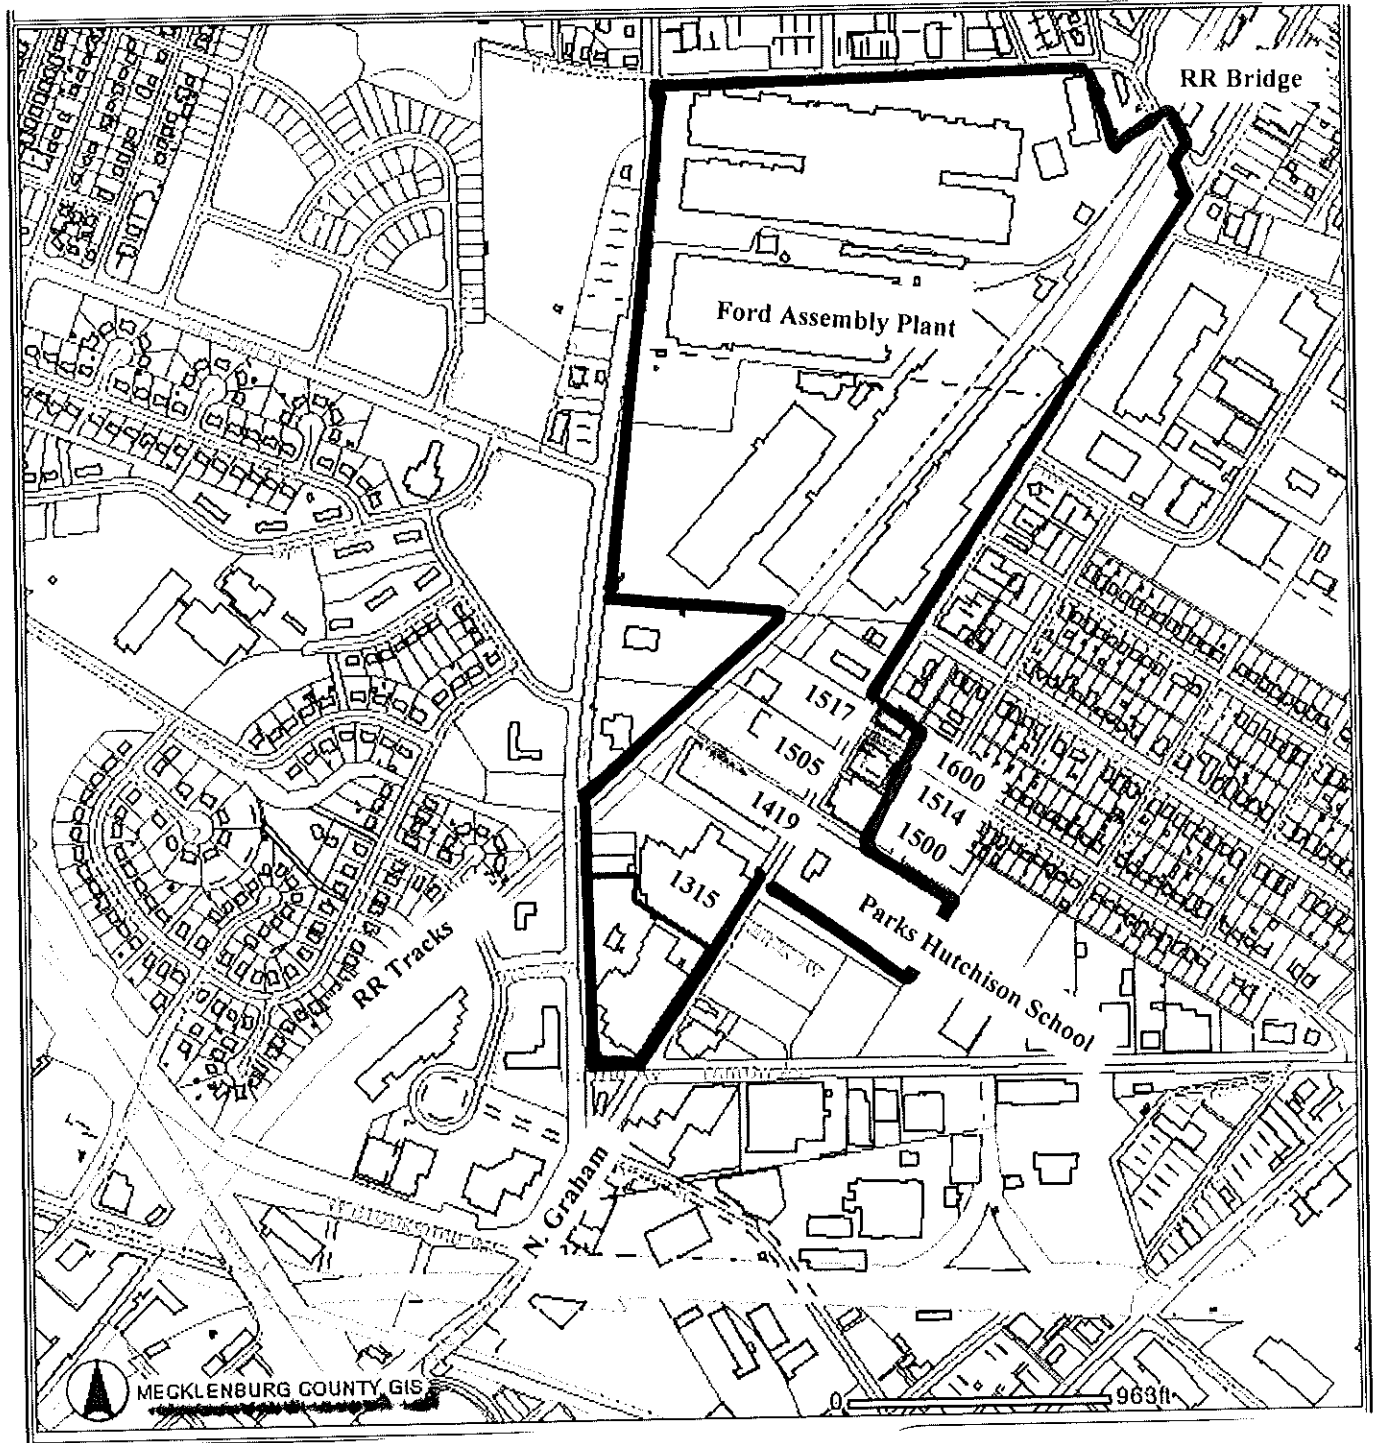 RR Bridge
Ford Assembly Plant
1517
1505
1600
1514
1419
1500
1315
Parks Hutchison School
RR Tracks
N. Graham
MECKLENBURG COUNTY GIS
0
963ft